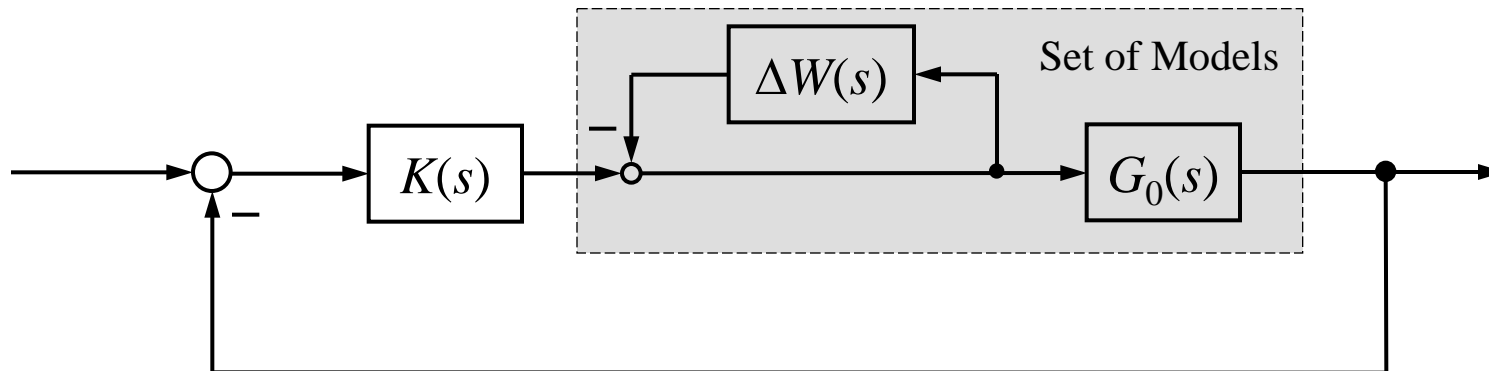 Set of Models
ΔW(s)
−
K(s)
G₀(s)
−